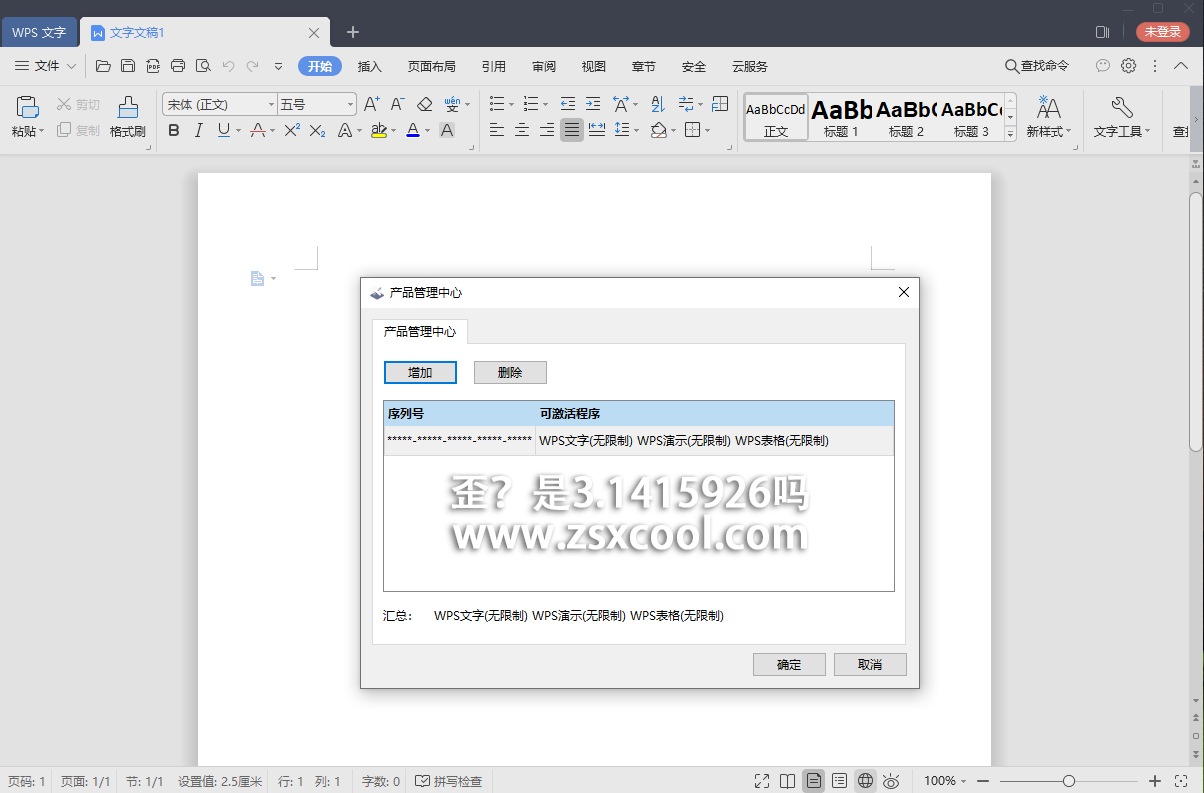 WPS 文字
文字文稿1
未登录
文件
开始
插入
页面布局
引用
审阅
视图
章节
安全
云服务
查找命令
粘贴
剪切
复制
格式刷
宋体 (正文)
五号
AaBbCcDd
正文
AaBb
标题 1
AaBb(
标题 2
AaBbC
标题 3
新样式
文字工具
查
产品管理中心
产品管理中心
增加
删除
序列号 可激活程序
*****-*****-*****-*****-***** WPS文字(无限制) WPS演示(无限制) WPS表格(无限制)
歪？是3.1415926吗
www.zsxcool.com
汇总： WPS文字(无限制) WPS演示(无限制) WPS表格(无限制)
确定
取消
页码: 1 页面: 1/1 节: 1/1 设置值: 2.5厘米 行: 1 列: 1 字数: 0 拼写检查 100%